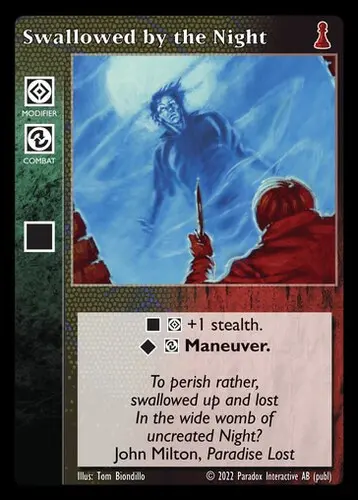 Swallowed by the Night
MODIFIER
COMBAT
+1 stealth.
Maneuver.
To perish rather,
swallowed up and lost
In the wide womb of
uncreated Night?
John Milton, Paradise Lost
Illus: Tom Biondillo © 2022 Paradox Interactive AB (publ)